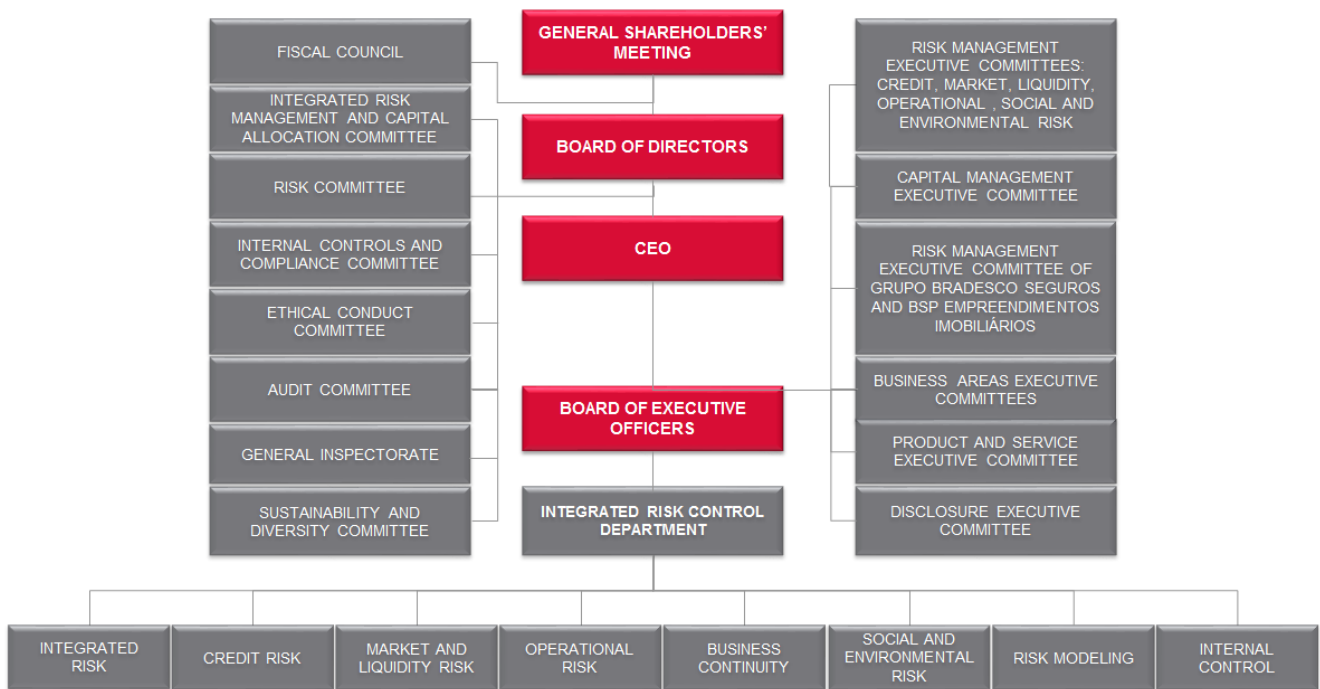 GENERAL SHAREHOLDERS'
MEETING
BOARD OF DIRECTORS
CEO
BOARD OF EXECUTIVE
OFFICERS
INTEGRATED RISK CONTROL
DEPARTMENT
FISCAL COUNCIL
INTEGRATED RISK
MANAGEMENT AND CAPITAL
ALLOCATION COMMITTEE
RISK COMMITTEE
INTERNAL CONTROLS AND
COMPLIANCE COMMITTEE
ETHICAL CONDUCT
COMMITTEE
AUDIT COMMITTEE
GENERAL INSPECTORATE
SUSTAINABILITY AND
DIVERSITY COMMITTEE
RISK MANAGEMENT
EXECUTIVE COMMITTEES:
CREDIT, MARKET, LIQUIDITY,
OPERATIONAL , SOCIAL AND
ENVIRONMENTAL RISK
CAPITAL MANAGEMENT
EXECUTIVE COMMITTEE
RISK MANAGEMENT
EXECUTIVE COMMITTEE OF
GRUPO BRADESCO SEGUROS
AND BSP EMPREENDIMENTOS
IMOBILIÁRIOS
BUSINESS AREAS EXECUTIVE
COMMITTEES
PRODUCT AND SERVICE
EXECUTIVE COMMITTEE
DISCLOSURE EXECUTIVE
COMMITTEE
INTEGRATED
RISK
CREDIT RISK
MARKET AND
LIQUIDITY RISK
OPERATIONAL
RISK
BUSINESS
CONTINUITY
SOCIAL AND
ENVIRONMENTAL
RISK
RISK MODELING
INTERNAL
CONTROL